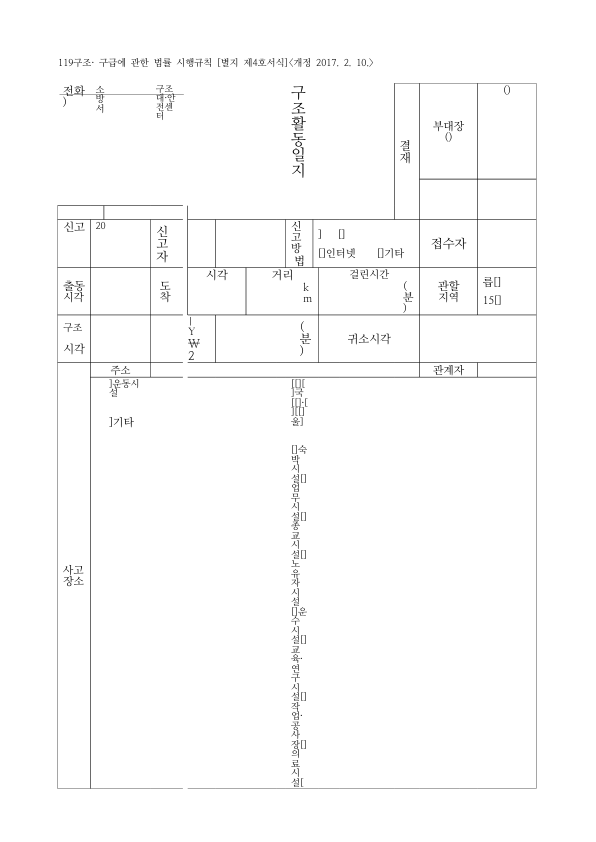 119구조· 구급에 관한 법률 시행규칙 [별지 제4호서식]<개정 2017. 2. 10.>
전화
)
소
방
서
구조
대·안
전센
터
구
조
활
동
일
지
결
재
부대장
()
()
신고
20
신
고
자
신
고
방
법
] []
[]인터넷 []기타
접수자
출동
시각
도
착
시각
거리
k
m
걸린시간
(
분
)
관할
지역
릅[]
15[]
구조
시각
|
Y
₩
2
(
분
)
귀소시각
주소
관계자
사고
장소
]운동시
설
]기타
[[][
]국
[[]·[
][[]
울]
[]숙
박
시
설[]
업
무
시
설[]
종
교
시
설[]
노
유
자
시
설
[]운
수
시
설[]
교
육·
연
구
시
설[]
작
업·
공
사
장[]
의
료
시
설[